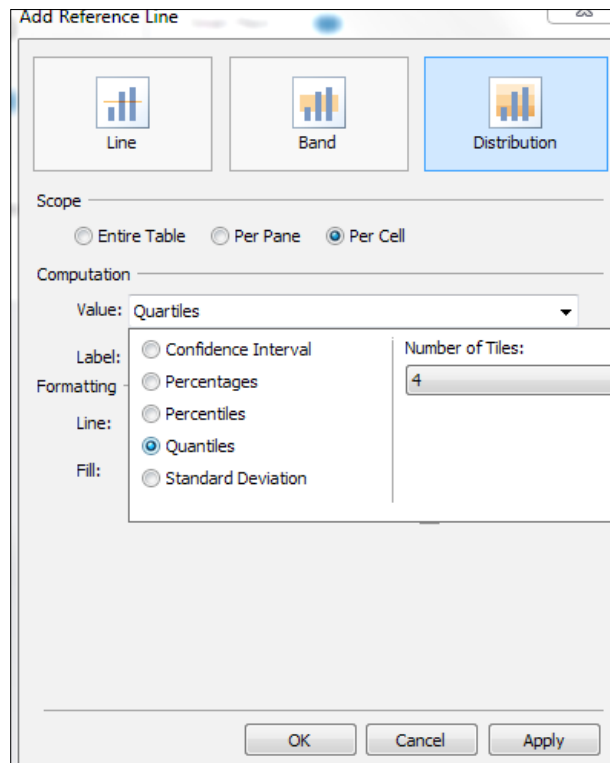 Add Reference Line
Line
Band
Distribution
Scope
Entire Table
Per Pane
Per Cell
Computation
Value: Quartiles
Label:
Confidence Interval
Percentages
Percentiles
Quantiles
Standard Deviation
Number of Tiles:
4
Formatting
Line:
Fill:
OK
Cancel
Apply